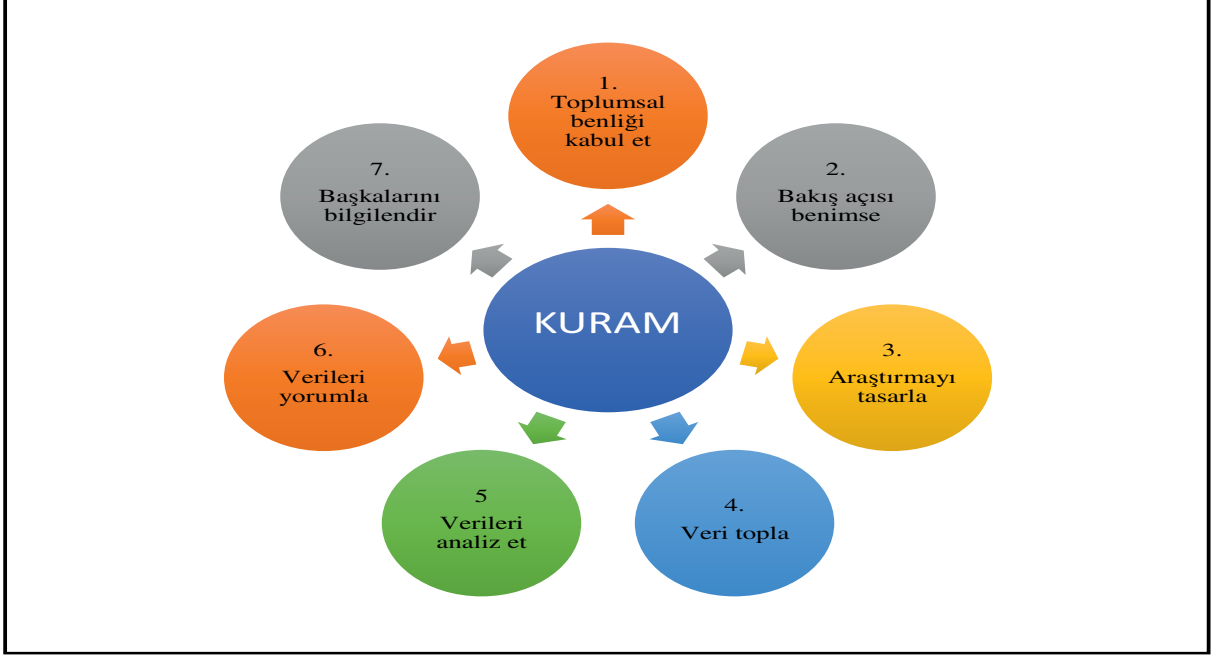 1.
Toplumsal
benliği
kabul et
2.
Bakış açısı
benimse
3.
Araştırmayı
tasarla
4.
Veri topla
5
Verileri
analiz et
6.
Verileri
yorumla
7.
Başkalarını
bilgilendir
KURAM